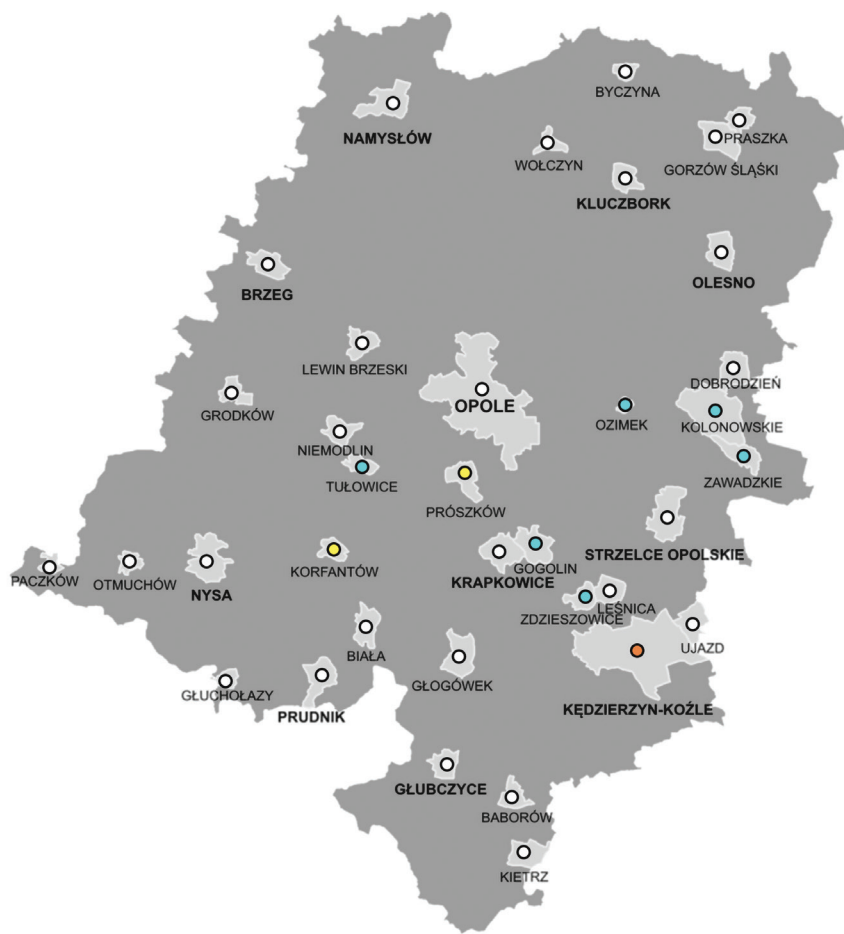 BYCZYNA
PRASZKA
NAMYSŁÓW
WOŁCZYN
GORZÓW ŚLĄSKI
KLUCZBORK
OLESNO
BRZEG
LEWIN BRZESKI
DOBRODZIEŃ
GRODKÓW
OPOLE
OZIMEK
KOLONOWSKIE
NIEMODLIN
TUŁOWICE
ZAWADZKIE
PRÓSZKÓW
STRZELCE OPOLSKIE
PACZKÓW
OTMUCHÓW
NYSA
KORFANTÓW
KRAPKOWICE
GOGOLIN
LEŚNICA
ZDZIESZOWICE
UJAZD
BIAŁA
GŁOGÓWEK
GŁUCHOŁAZY
PRUDNIK
KĘDZIERZYN-KOŹLE
GŁUBCZYCE
BABORÓW
KIETRZ